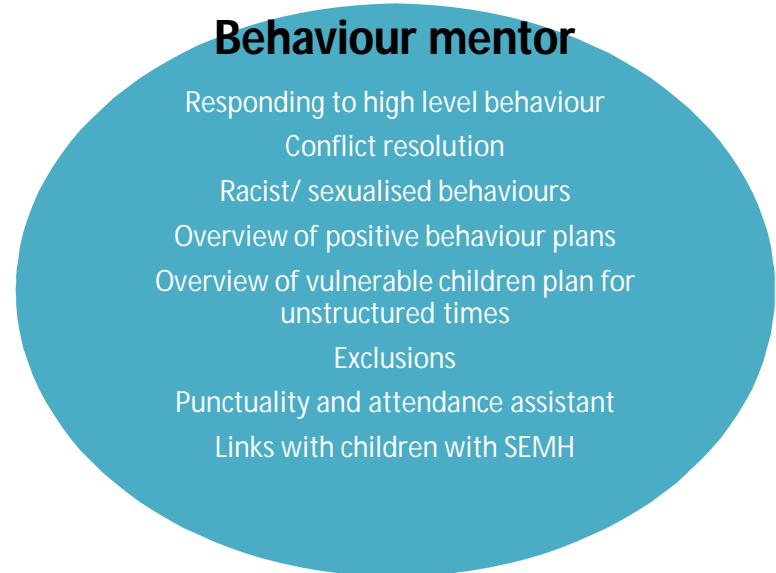 Behaviour mentor
Responding to high level behaviour
Conflict resolution
Racist/ sexualised behaviours
Overview of positive behaviour plans
Overview of vulnerable children plan for
unstructured times
Exclusions
Punctuality and attendance assistant
Links with children with SEMH